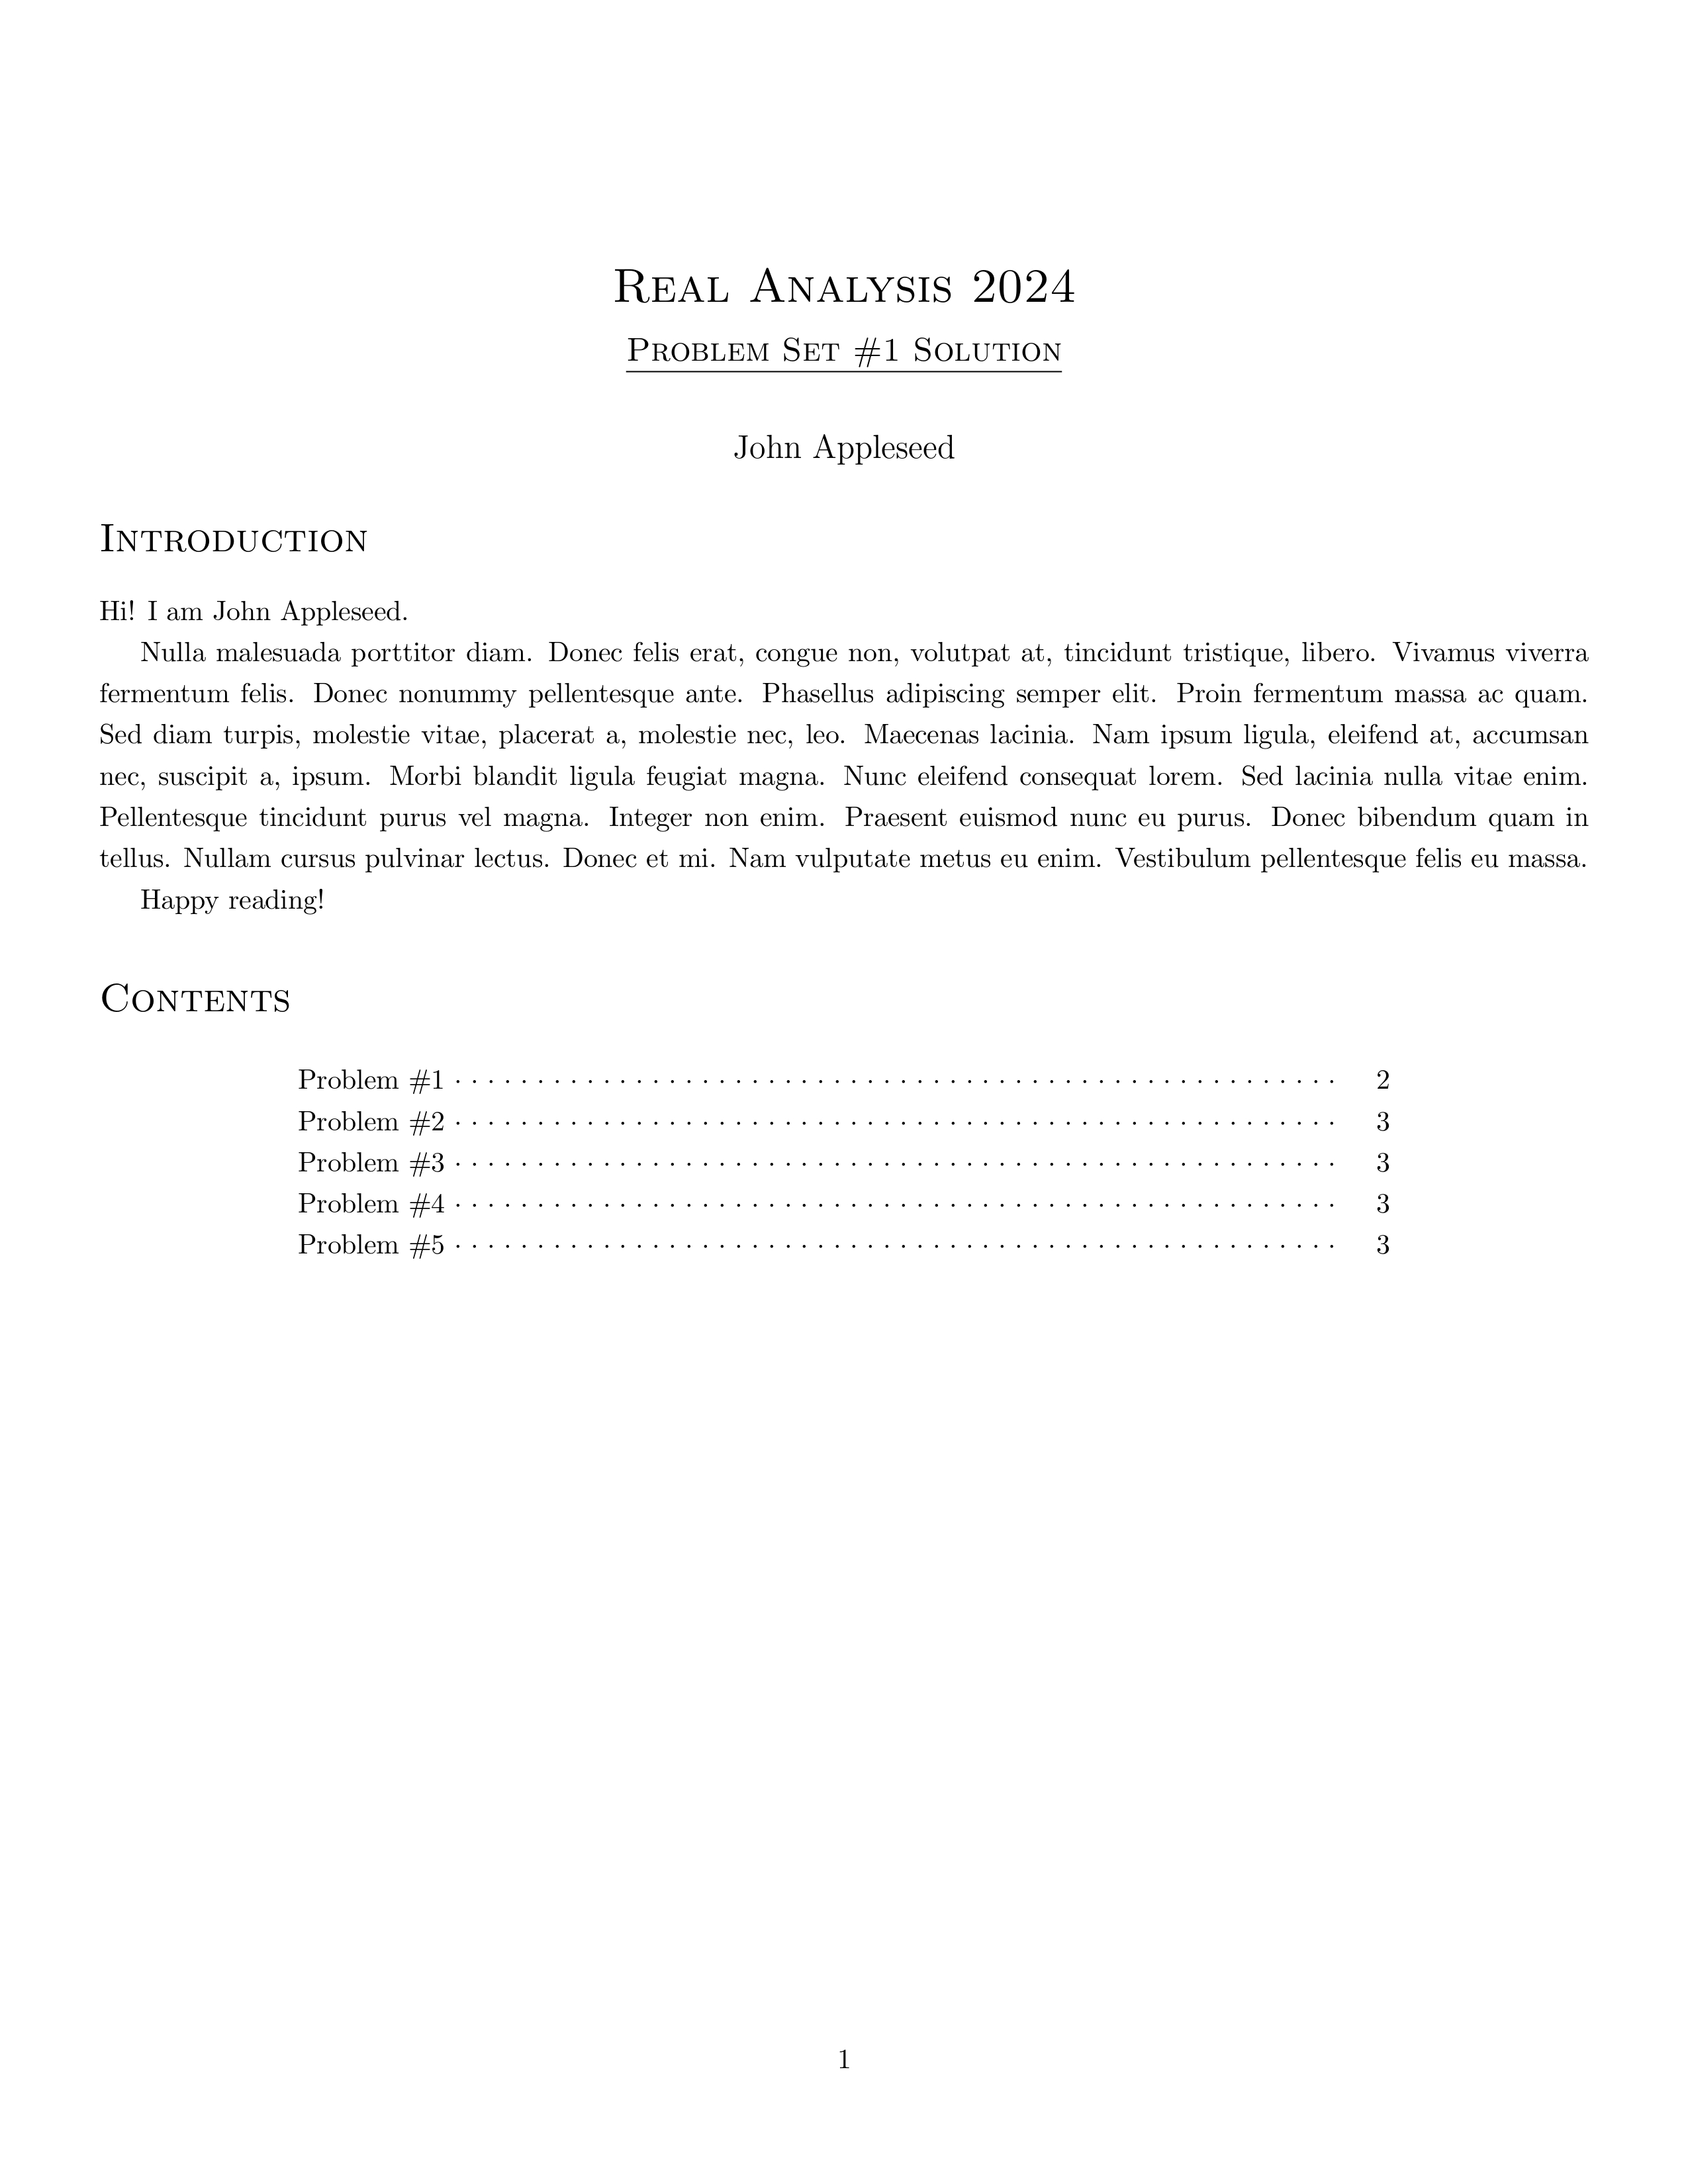 Real Analysis 2024
Problem Set #1 Solution
John Appleseed
Introduction
Hi! I am John Appleseed.
Nulla malesuada porttitor diam. Donec felis erat, congue non, volutpat at, tincidunt tristique, libero. Vivamus viverra
fermentum felis. Donec nonummy pellentesque ante. Phasellus adipiscing semper elit. Proin fermentum massa ac quam.
Sed diam turpis, molestie vitae, placerat a, molestie nec, leo. Maecenas lacinia. Nam ipsum ligula, eleifend at, accumsan
nec, suscipit a, ipsum. Morbi blandit ligula feugiat magna. Nunc eleifend consequat lorem. Sed lacinia nulla vitae enim.
Pellentesque tincidunt purus vel magna. Integer non enim. Praesent euismod nunc eu purus. Donec bibendum quam in
tellus. Nullam cursus pulvinar lectus. Donec et mi. Nam vulputate metus eu enim. Vestibulum pellentesque felis eu massa.
Happy reading!
Contents
Problem #1 . . . . . . . . . . . . . . . . . . . . . . . . . . . . . . . . . . . . . . . . . . . . . . . . . . . . . . 2
Problem #2 . . . . . . . . . . . . . . . . . . . . . . . . . . . . . . . . . . . . . . . . . . . . . . . . . . . . . . 3
Problem #3 . . . . . . . . . . . . . . . . . . . . . . . . . . . . . . . . . . . . . . . . . . . . . . . . . . . . . . 3
Problem #4 . . . . . . . . . . . . . . . . . . . . . . . . . . . . . . . . . . . . . . . . . . . . . . . . . . . . . . 3
Problem #5 . . . . . . . . . . . . . . . . . . . . . . . . . . . . . . . . . . . . . . . . . . . . . . . . . . . . . . 3
1